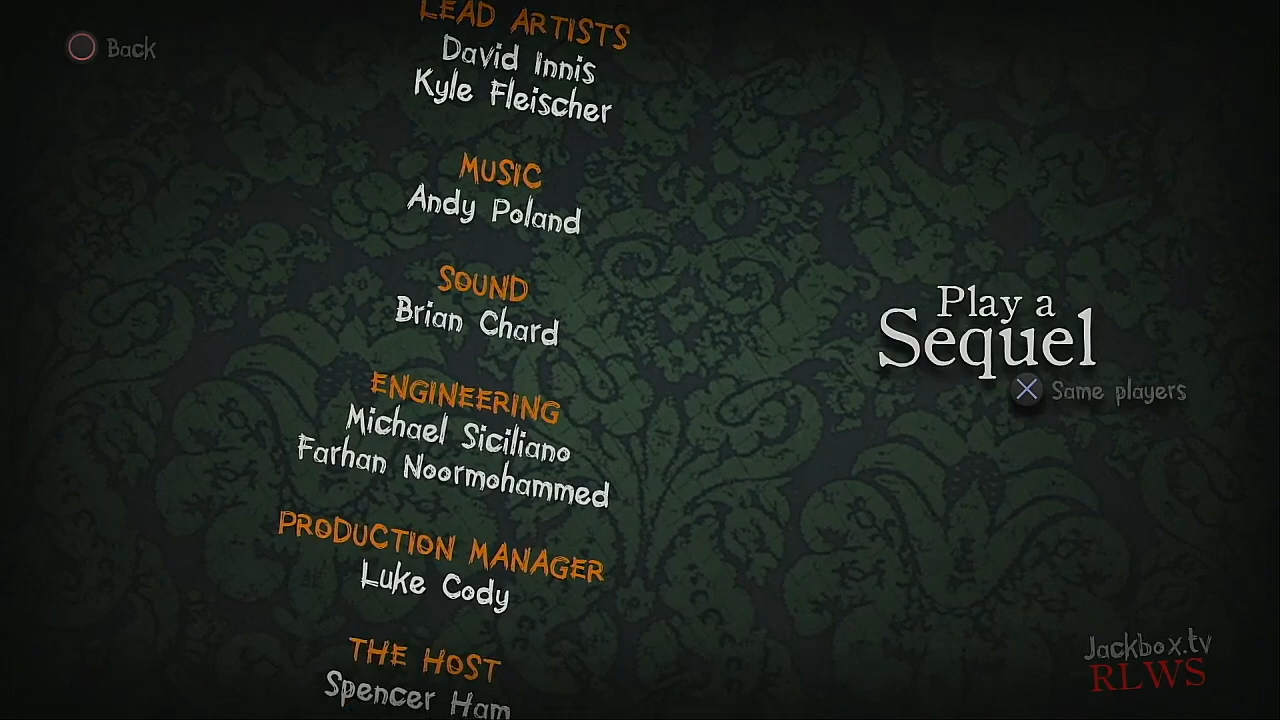 Back
LEAD ARTISTS
David Innis
Kyle Fleischer
MUSIC
Andy Poland
SOUND
Brian Chard
ENGINEERING
Michael Siciliano
Farhan Noormohammed
PRODUCTION MANAGER
Luke Cody
THE HOST
Spencer Ham
Play a
Sequel
Same players
Jackbox.tv
RLWS